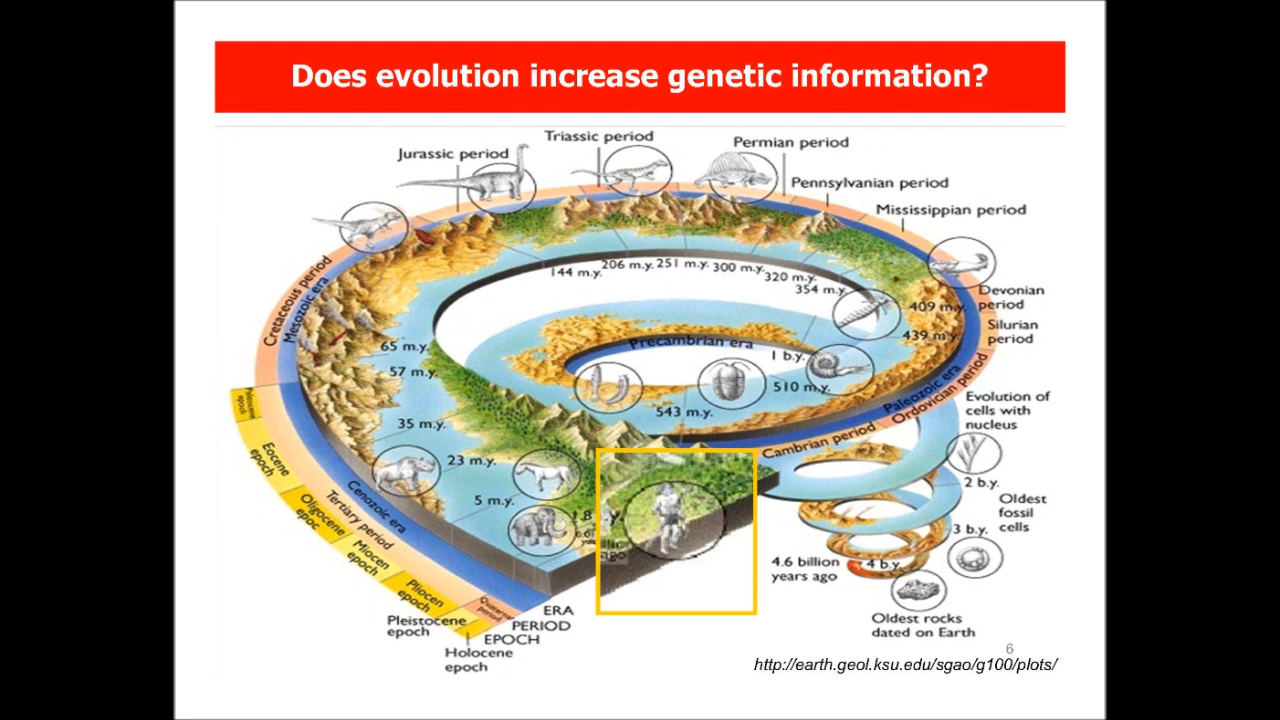 Does evolution increase genetic information?
Triassic period
Permian period
Jurassic period
Pennsylvanian period
Mississippian period
Cretaceous period
Mesozoic era
144 m.y.
206 m.y.
251 m.y.
300 m.y.
320 m.y.
354 m.y.
409 m.y.
439 m.y.
Devonian
period
Silurian
period
Precambrian era
1 b.y.
510 m.y.
543 m.y.
65 m.y.
57 m.y.
35 m.y.
23 m.y.
5 m.y.
Paleozoic era
Ordovician period
Cambrian period
Evolution of
cells with
nucleus
2 b.y.
Oldest
fossil
cells
3 b.y.
4.6 billion
years ago
4 b.y.
Oldest rocks
dated on Earth
epoch
Eocene
epoch
Oligocene
epoc
Miocen
epoch
Pliocen
epoch
Cenozoic era
Tertiary period
Pleistocene
epoch
Holocene
epoch
ERA
PERIOD
EPOCH
6
http://earth.geol.ksu.edu/sgao/g100/plots/